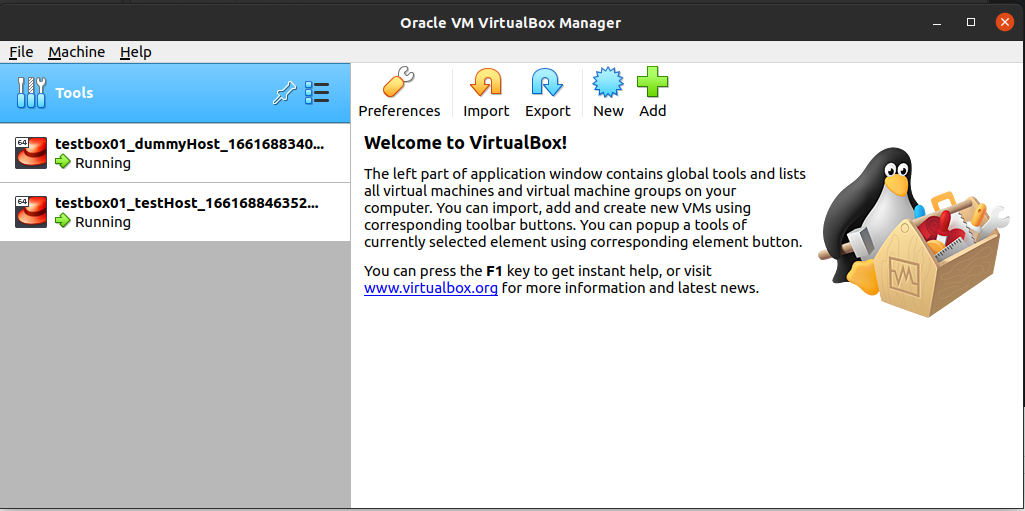 Oracle VM VirtualBox Manager
File Machine Help
Tools
Preferences Import Export New Add
64
testbox01_dummyHost_1661688340...
Running
64
testbox01_testHost_166168846352...
Running
Welcome to VirtualBox!
The left part of application window contains global tools and lists
all virtual machines and virtual machine groups on your
computer. You can import, add and create new VMs using
corresponding toolbar buttons. You can popup a tools of
currently selected element using corresponding element button.
You can press the F1 key to get instant help, or visit
www.virtualbox.org for more information and latest news.
VM